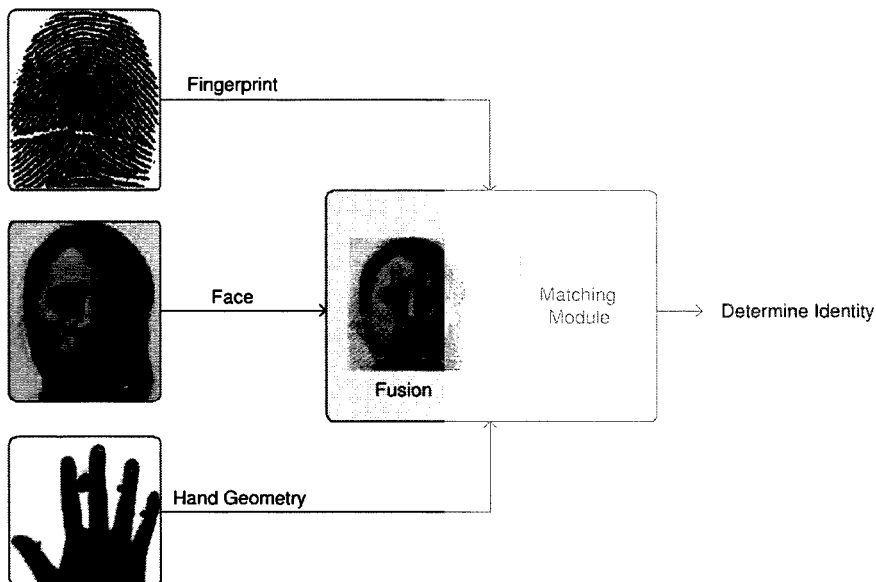 Fingerprint
Face
Matching
Module
Determine Identity
Fusion
Hand Geometry